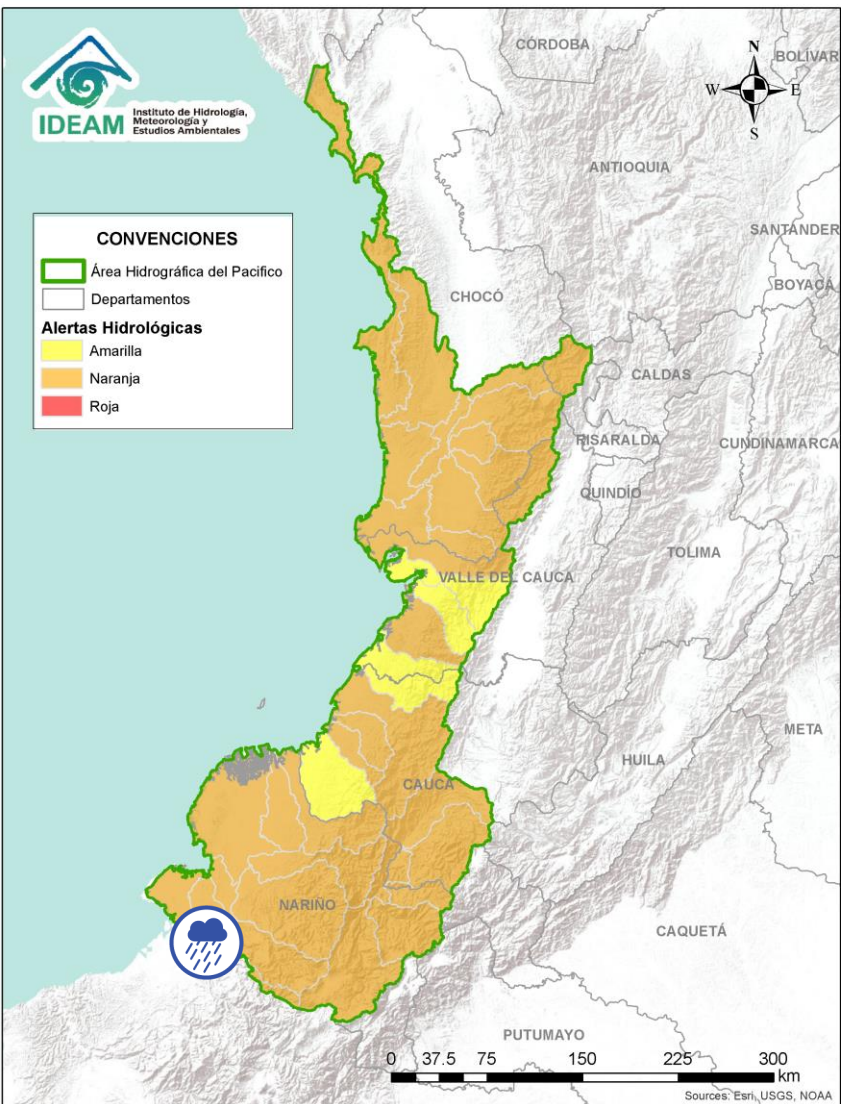 IDEAM
Instituto de Hidrología,
Meteorología y
Estudios Ambientales
CÓRDOBA
BOLÍVAR
N
W
E
S
ANTIOQUIA
SANTANDER
BOYACÁ
CONVENCIONES
Área Hidrográfica del Pacifico
Departamentos
Alertas Hidrológicas
Amarilla
Naranja
Roja
CHOCÓ
CALDAS
RISARALDA
CUNDINAMARCA
QUINDÍO
TOLIMA
VALLE DEL CAUCA
META
HUILA
CAUCA
NARIÑO
CAQUETÁ
PUTUMAYO
0 37.5 75 150 225 300
km
Sources: Esri, USGS, NOAA